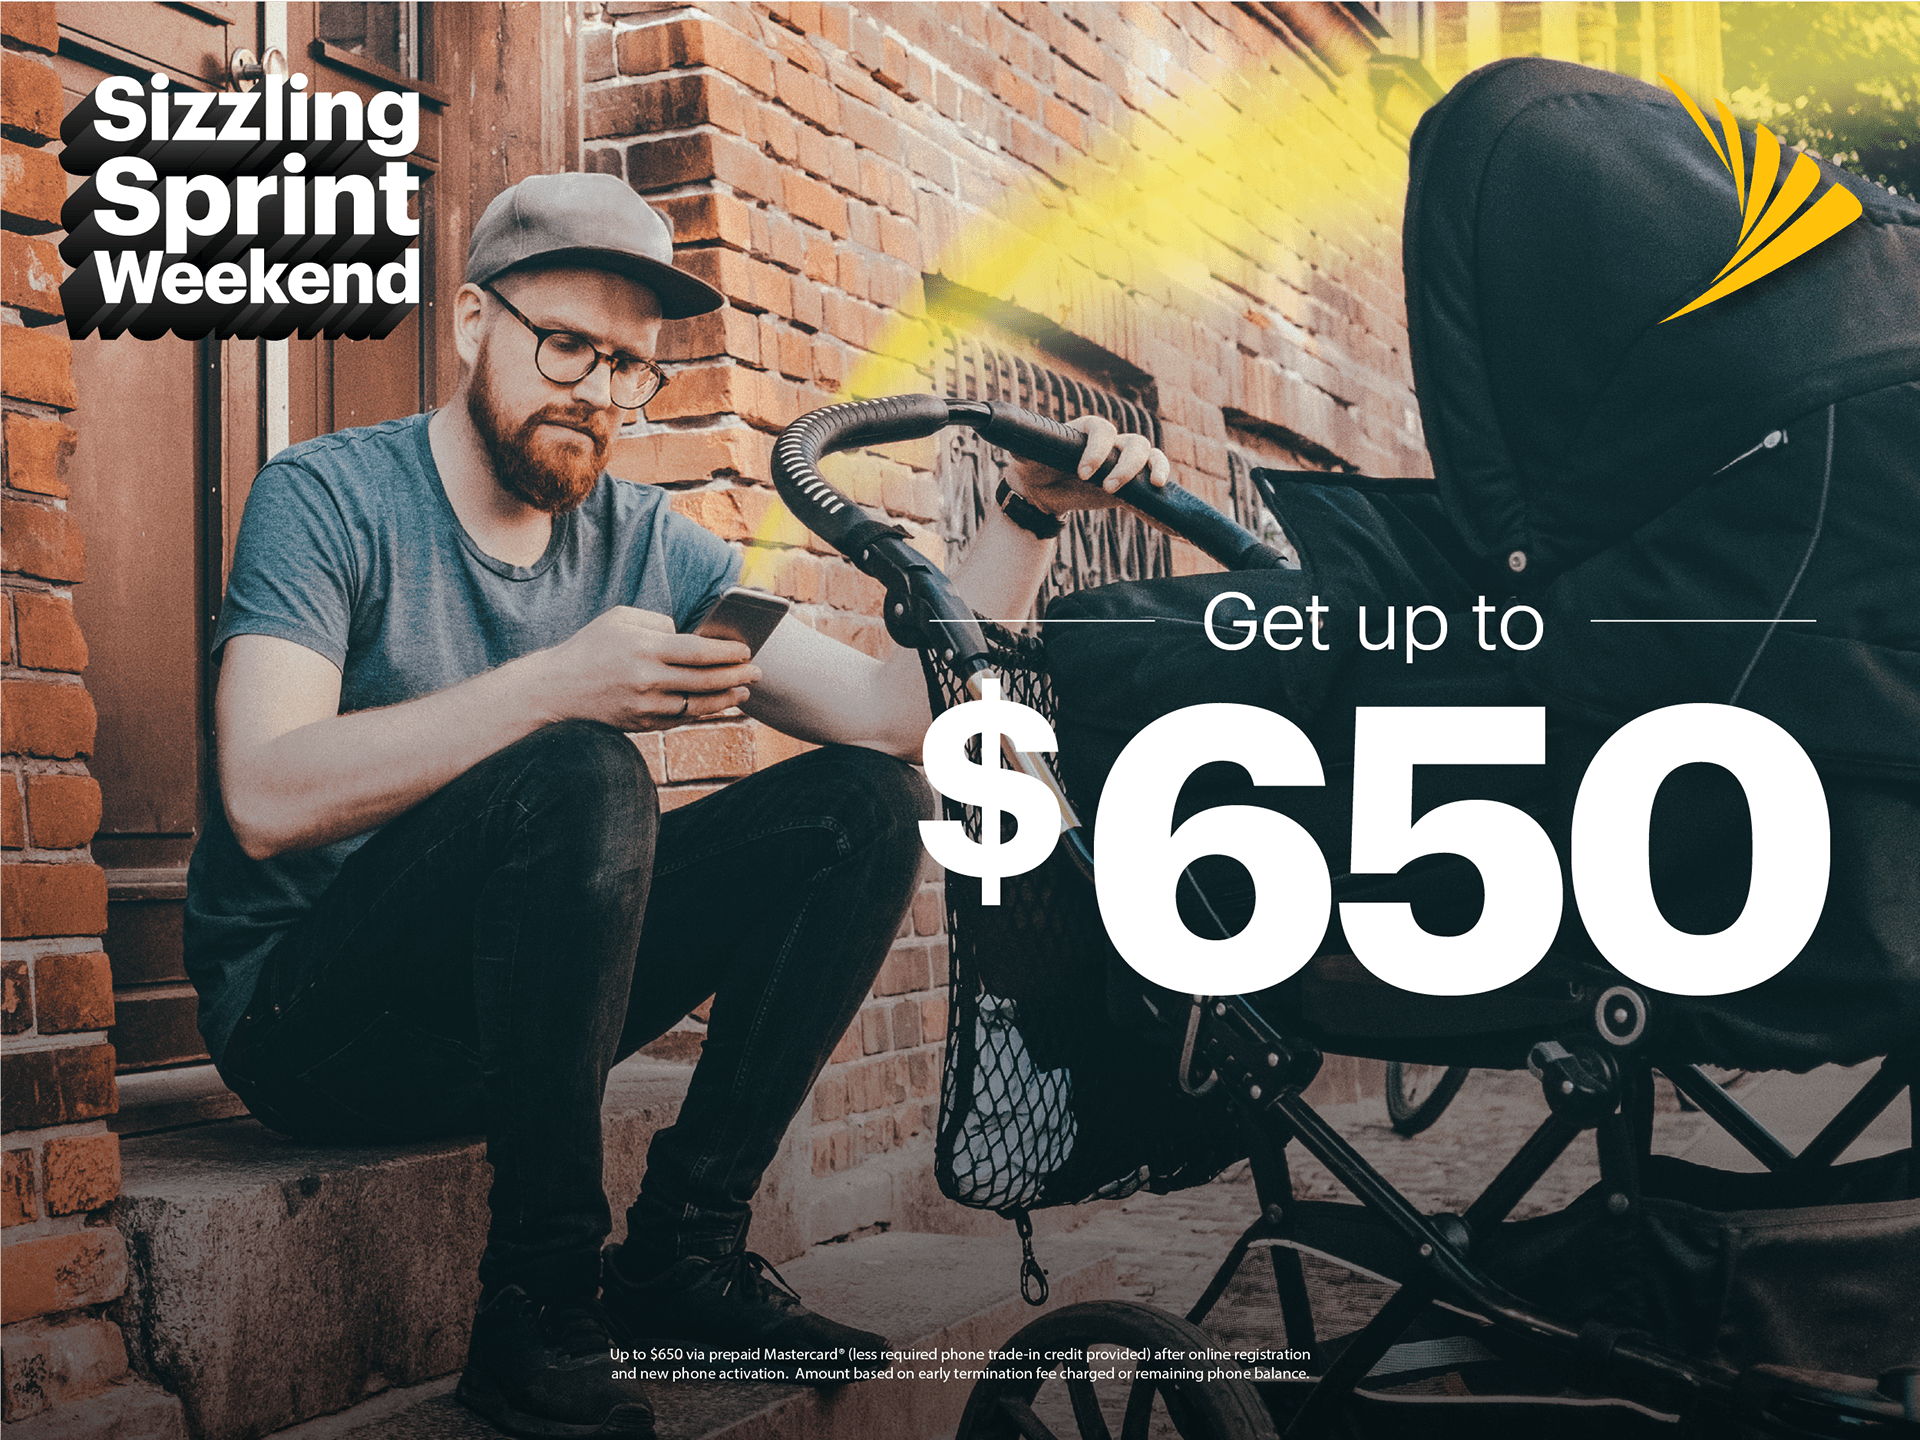 Sizzling
Sprint
Weekend
Get up to
$650
Up to $650 via prepaid Mastercard® (less required phone trade-in credit provided) after online registration
and new phone activation.  Amount based on early termination fee charged or remaining phone balance.